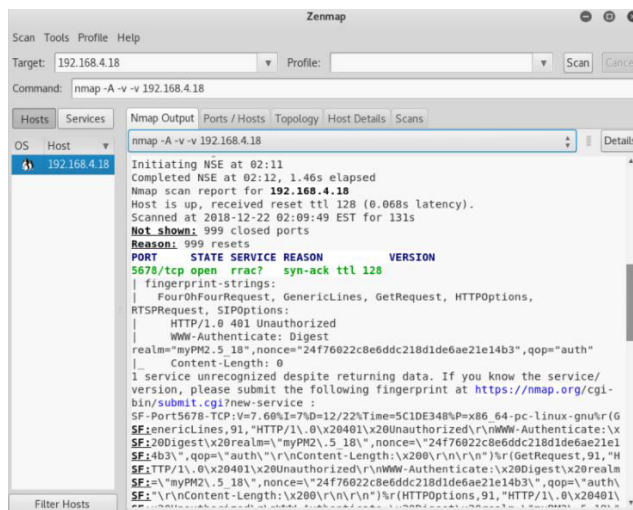 Zenmap
Scan Tools Profile Help
Target: 192.168.4.18 Profile: Scan Cance
Command: nmap -A -v -v 192.168.4.18
Hosts Services Nmap Output Ports / Hosts Topology Host Details Scans
OS Host nmap -A -v -v 192.168.4.18 Details
192.168.4.18
Initiating NSE at 02:11
Completed NSE at 02:12, 1.46s elapsed
Nmap scan report for 192.168.4.18
Host is up, received reset ttl 128 (0.068s latency).
Scanned at 2018-12-22 02:09:49 EST for 131s
Not shown: 999 closed ports
Reason: 999 resets
PORT STATE SERVICE REASON VERSION
5678/tcp open rrac? syn-ack ttl 128
| fingerprint-strings:
| FourOhFourRequest, GenericLines, GetRequest, HTTPOptions,
RTSPRequest, SIPOptions:
| HTTP/1.0 401 Unauthorized
| WWW-Authenticate: Digest
realm="myPM2.5_18",nonce="24f76022c8e6ddc218d1de6ae21e14b3",qop="auth"
|_ Content-Length: 0
1 service unrecognized despite returning data. If you know the service/
version, please submit the following fingerprint at https://nmap.org/cgi-
bin/submit.cgi?new-service :
SF-Port5678-TCP:V=7.60%I=7%D=12/22%Time=5C1DE348%P=x86_64-pc-linux-gnu%r(G
SF:enericLines,91,"HTTP/1\.0\x20401\x20Unauthorized\r\nWWW-Authenticate:\x
SF:20Digest\x20realm=\"myPM2\.5_18\",nonce=\"24f76022c8e6ddc218d1de6ae21e1
SF:4b3\",qop=\"auth\"\r\nContent-Length:\x200\r\n\r\n")%r(GetRequest,91,"H
SF:TTP/1\.0\x20401\x20Unauthorized\r\nWWW-Authenticate:\x20Digest\x20realm
SF:=\"myPM2\.5_18\",nonce=\"24f76022c8e6ddc218d1de6ae21e14b3\",qop=\"auth\
SF:"\r\nContent-Length:\x200\r\n\r\n")%r(HTTPOptions,91,"HTTP/1\.0\x20401\
Filter Hosts